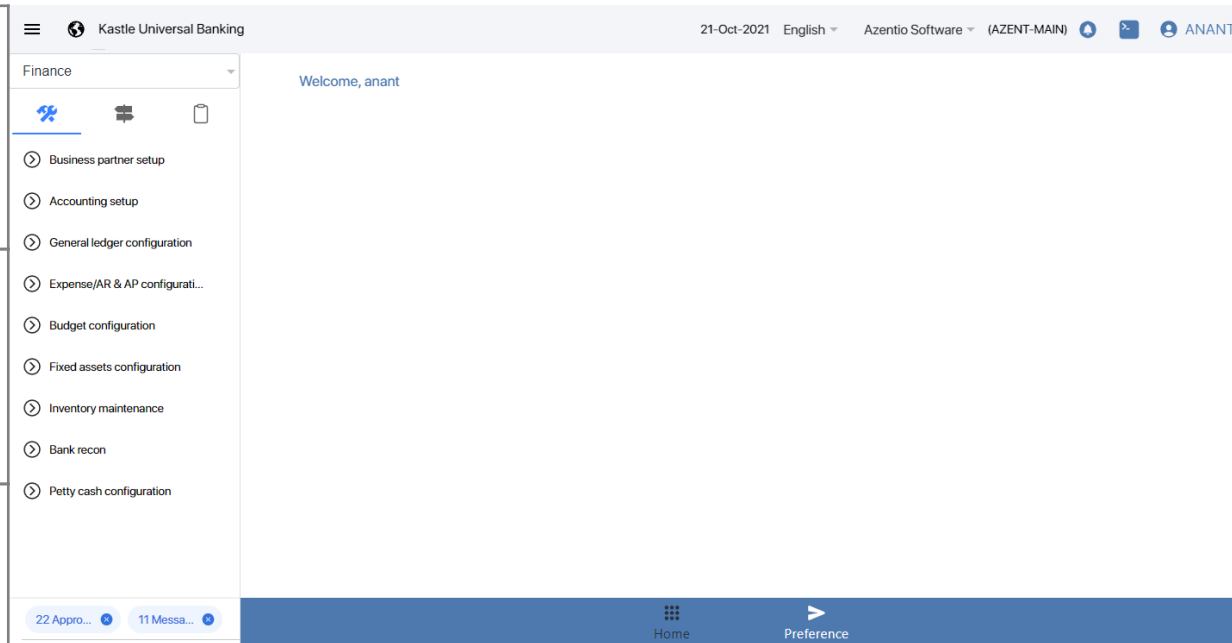 Kastle Universal Banking
21-Oct-2021 English Azentio Software (AZENT-MAIN) ANANT
Finance
Welcome, anant
Business partner setup
Accounting setup
General ledger configuration
Expense/AR & AP configurati...
Budget configuration
Fixed assets configuration
Inventory maintenance
Bank recon
Petty cash configuration
22 Appro... 11 Messa...
Home Preference